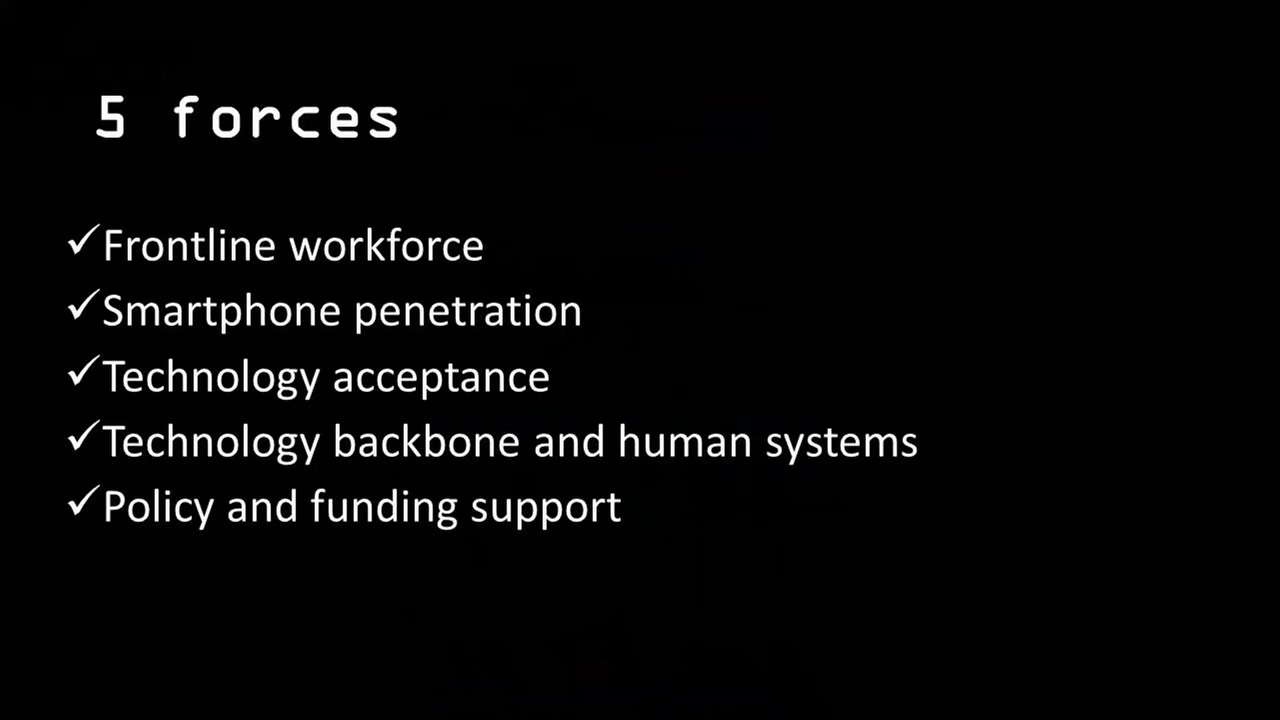 5 forces
✓Frontline workforce
✓Smartphone penetration
✓Technology acceptance
✓Technology backbone and human systems
✓Policy and funding support